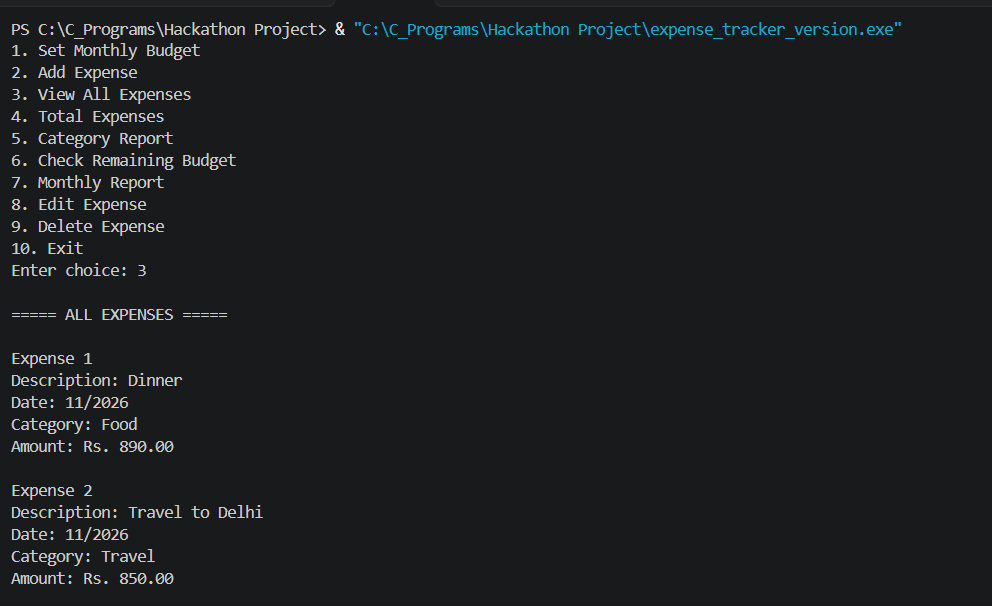 PS C:\C_Programs\Hackathon Project> & "C:\C_Programs\Hackathon Project\expense_tracker_version.exe"
1. Set Monthly Budget
2. Add Expense
3. View All Expenses
4. Total Expenses
5. Category Report
6. Check Remaining Budget
7. Monthly Report
8. Edit Expense
9. Delete Expense
10. Exit
Enter choice: 3
===== ALL EXPENSES =====
Expense 1
Description: Dinner
Date: 11/2026
Category: Food
Amount: Rs. 890.00
Expense 2
Description: Travel to Delhi
Date: 11/2026
Category: Travel
Amount: Rs. 850.00